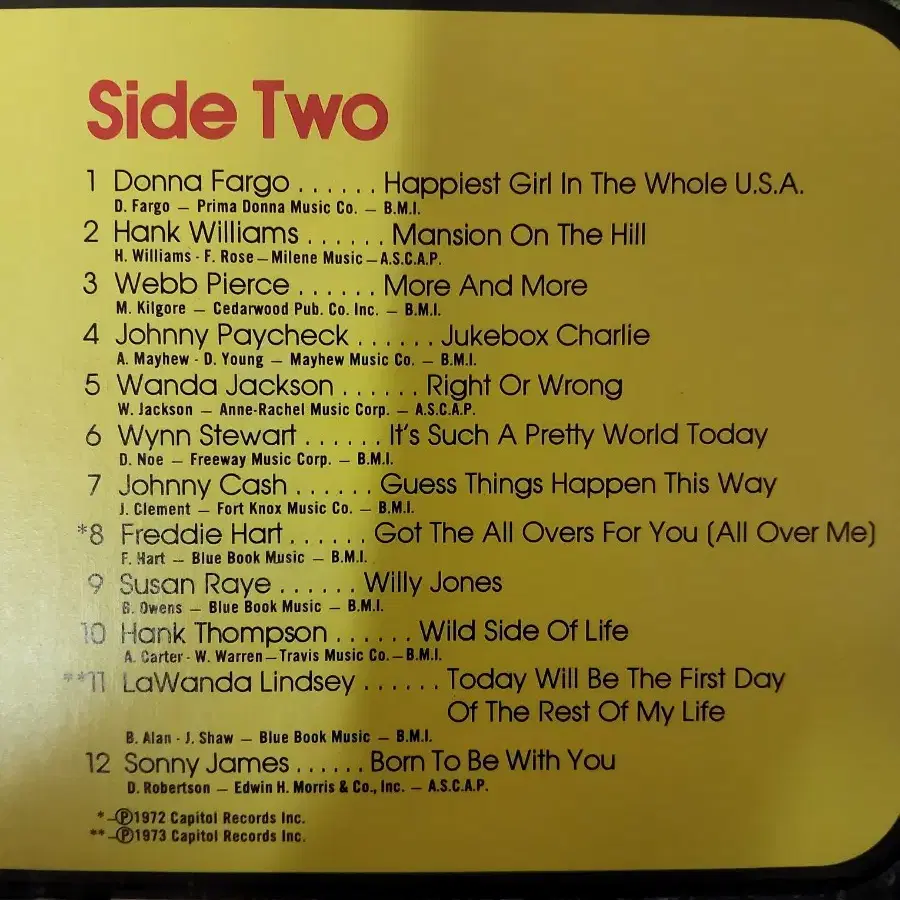 Side Two
1 Donna Fargo . . . . . . Happiest Girl In The Whole U.S.A.
D. Fargo — Prima Donna Music Co. — B.M.I.
2 Hank Williams . . . . . . Mansion On The Hill
H. Williams - F. Rose — Milene Music — A.S.C.A.P.
3 Webb Pierce . . . . . . More And More
M. Kilgore — Cedarwood Pub. Co. Inc. — B.M.I.
4 Johnny Paycheck . . . . . . Jukebox Charlie
A. Mayhew - D. Young — Mayhew Music Co. — B.M.I.
5 Wanda Jackson . . . . . . Right Or Wrong
W. Jackson — Anne-Rachel Music Corp. — A.S.C.A.P.
6 Wynn Stewart . . . . . . It's Such A Pretty World Today
D. Noe — Freeway Music Corp. — B.M.I.
7 Johnny Cash . . . . . . Guess Things Happen This Way
J. Clement — Fort Knox Music Co. — B.M.I.
*8 Freddie Hart . . . . . . Got The All Overs For You (All Over Me)
F. Hart — Blue Book Music — B.M.I.
9 Susan Raye . . . . . . Willy Jones
B. Owens — Blue Book Music — B.M.I.
10 Hank Thompson . . . . . . Wild Side Of Life
A. Carter - W. Warren — Travis Music Co. — B.M.I.
**11 LaWanda Lindsey . . . . . . Today Will Be The First Day
Of The Rest Of My Life
B. Alan - J. Shaw — Blue Book Music — B.M.I.
12 Sonny James . . . . . . Born To Be With You
D. Robertson — Edwin H. Morris & Co., Inc. — A.S.C.A.P.
* –Ⓟ1972 Capitol Records Inc.
** –Ⓟ1973 Capitol Records Inc.